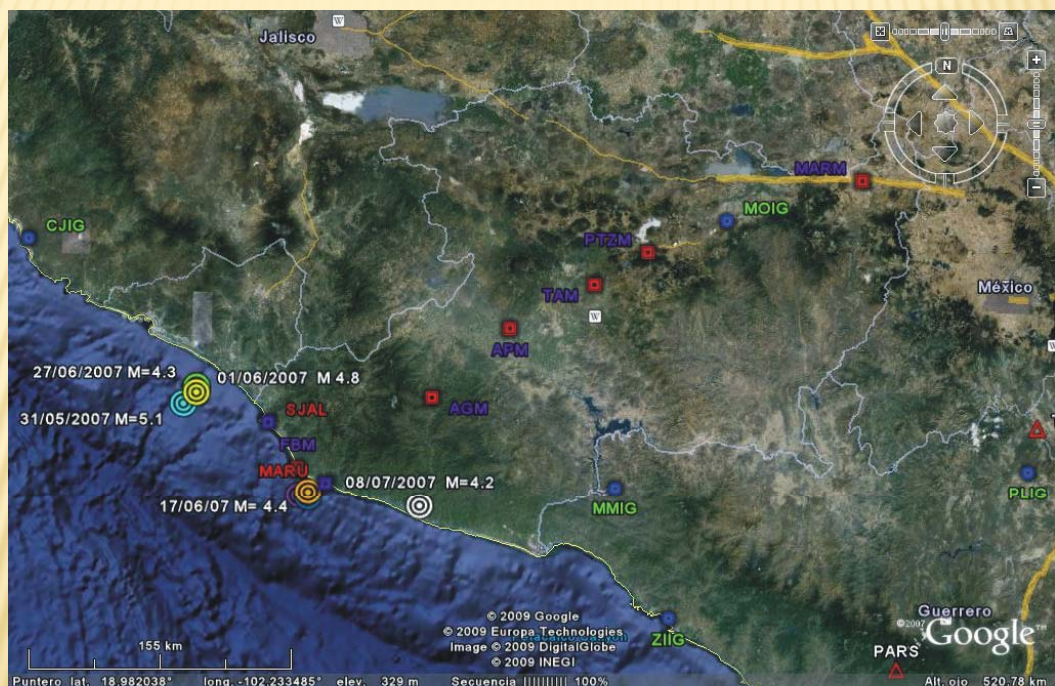 Jalisco
W
N
MARM
CJIG
MOIG
PTZM
México
TAM
W
W
APM
27/06/2007 M=4.3
01/06/2007 M 4.8
31/05/2007 M=5.1
SJAL
AGM
FBM
MARU
08/07/2007 M=4.2
17/06/07 M= 4.4
MMIG
PLIG
© 2009 Google
© 2009 Europa Technologies
Image © 2009 DigitalGlobe
© 2009 INEGI
ZIIG
Guerrero
©2007 Google™
PARS
155 km
Puntero lat. 18.982038° long. -102.233485° elev. 329 m Secuencia |||||||||| 100% Alt. ojo 520.78 km